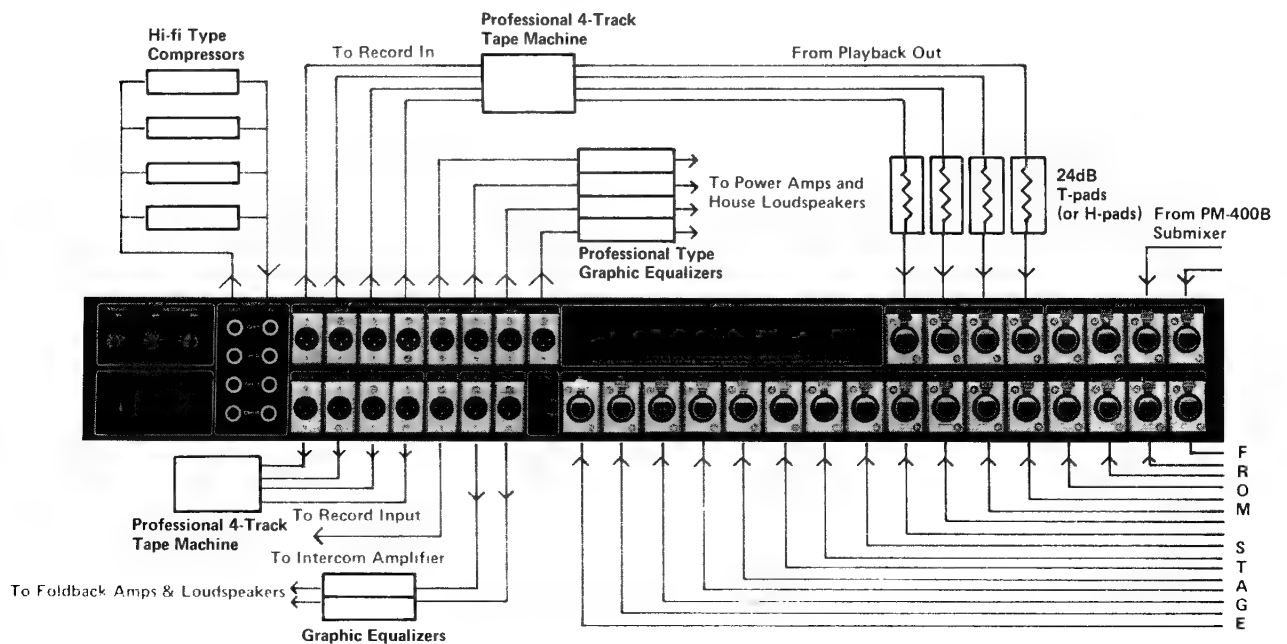 Professional 4-Track
Tape Machine
Hi-fi Type
Compressors
To Record In
From Playback Out
24dB
T-pads
(or H-pads)
From PM-400B
Submixer
To Power Amps and
House Loudspeakers
Professional Type
Graphic Equalizers
Professional 4-Track
Tape Machine
To Record Input
To Intercom Amplifier
To Foldback Amps & Loudspeakers
Graphic Equalizers
FROM
STAGE